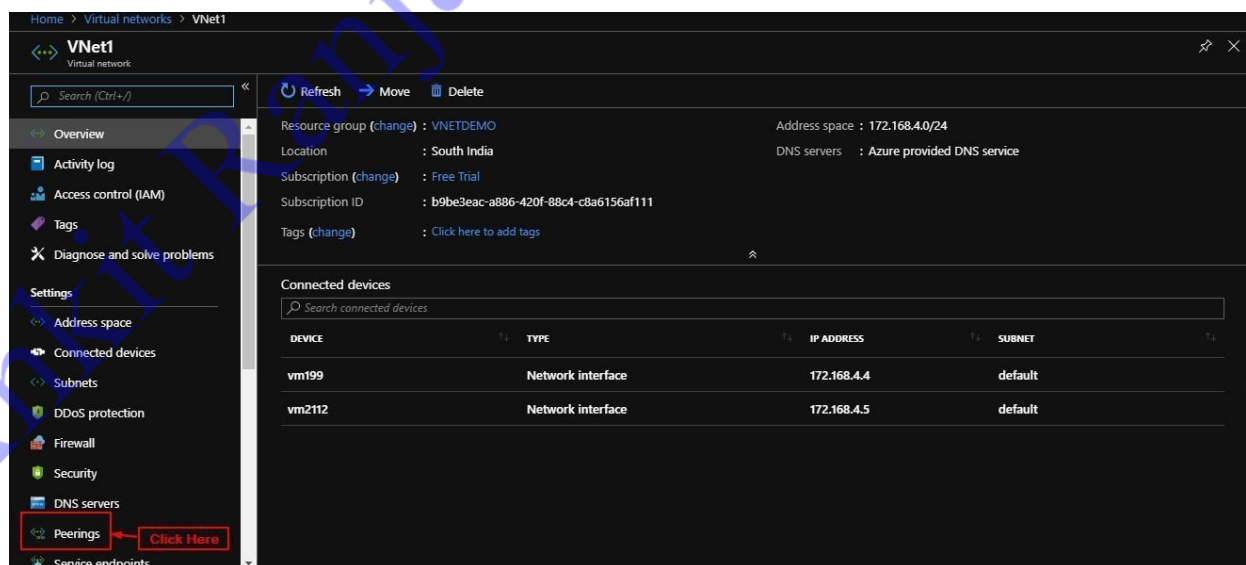 Home > Virtual networks > VNet1
VNet1
Virtual network
Search (Ctrl+/)
«
Refresh Move Delete
Overview
Activity log
Access control (IAM)
Tags
Diagnose and solve problems
Settings
Address space
Connected devices
Subnets
DDoS protection
Firewall
Security
DNS servers
Peerings
Click Here
Service endpoints
Resource group (change) : VNETDEMO
Location : South India
Subscription (change) : Free Trial
Subscription ID : b9be3eac-a886-420f-88c4-c8a6156af111
Tags (change) : Click here to add tags
Address space : 172.168.4.0/24
DNS servers : Azure provided DNS service
Connected devices
Search connected devices
DEVICE TYPE IP ADDRESS SUBNET
vm199 Network interface 172.168.4.4 default
vm2112 Network interface 172.168.4.5 default